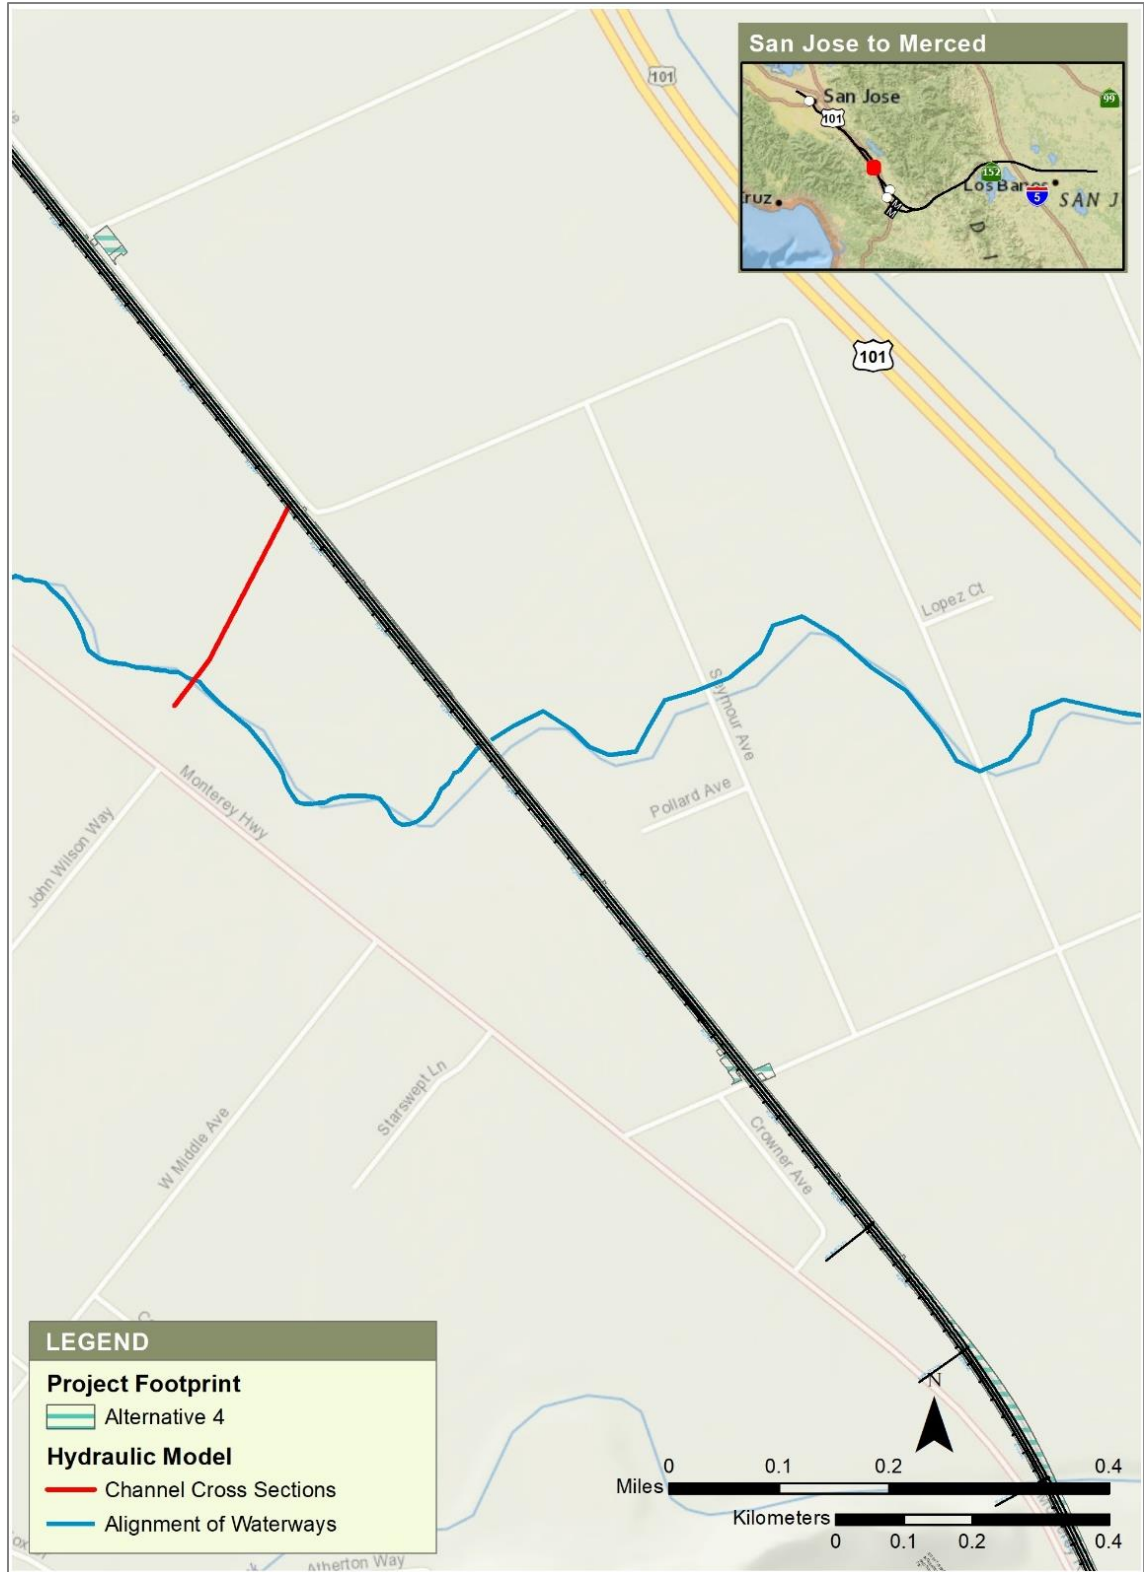 San Jose to Merced
San Jose
101
99
152
Los Banos
5
SAN J
ruz
D I
M
M
101
101
Lopez Ct
Seymour Ave
Pollard Ave
Monterey Hwy
John Wilson Way
W Middle Ave
Starswept Ln
Crowner Ave
LEGEND
Project Footprint
Alternative 4
Hydraulic Model
Channel Cross Sections
Alignment of Waterways
N
0 0.1 0.2 0.4
Miles
Kilometers
0 0.1 0.2 0.4
Atherton Way